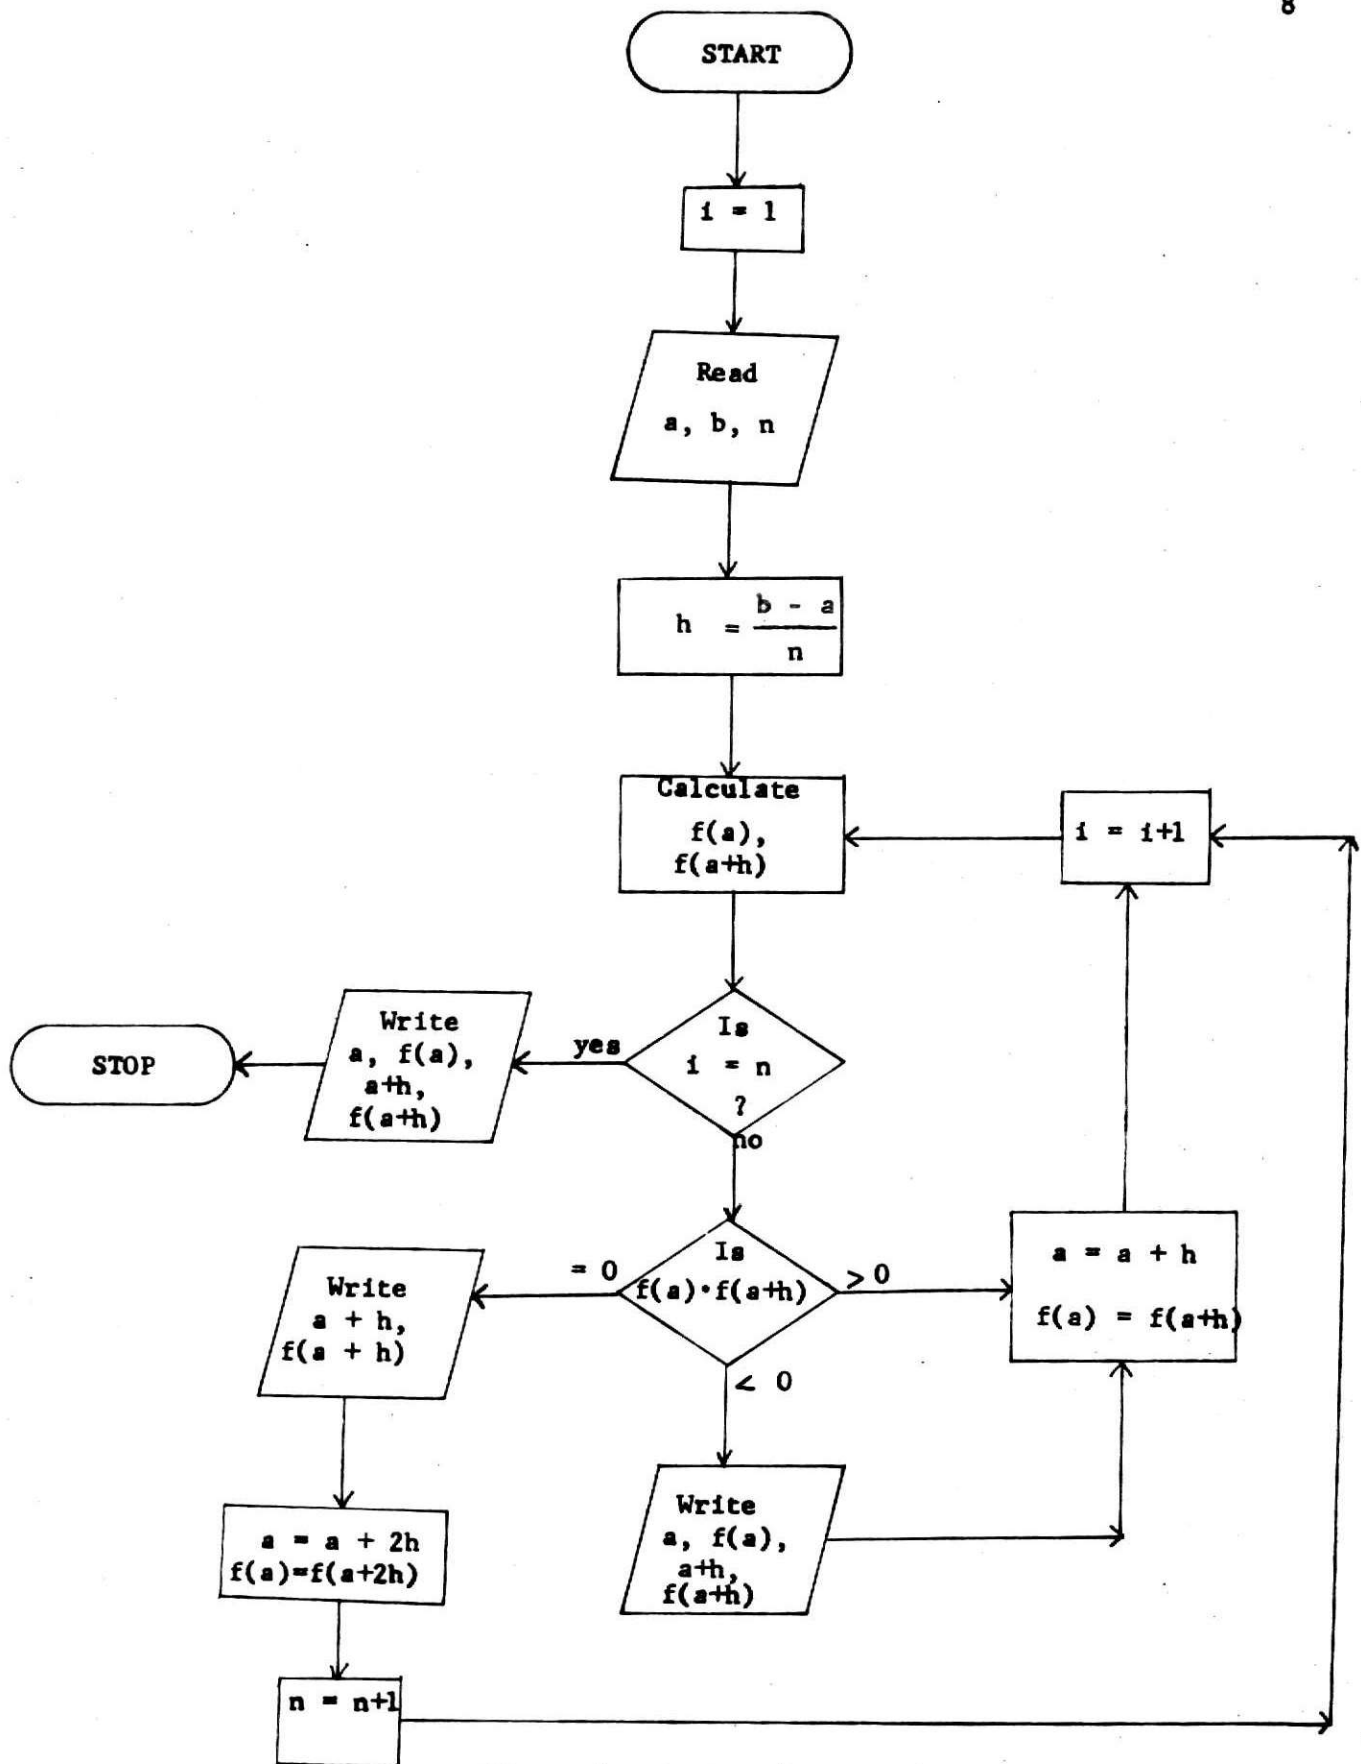 8
START
i = 1
Read
a, b, n
h = b - a
n
Calculate
f(a),
f(a+h)
i = i+1
Is
i = n
?
yes
no
Write
a, f(a),
a+h,
f(a+h)
STOP
Is
f(a)·f(a+h)
= 0
> 0
< 0
a = a + h
f(a) = f(a+h)
Write
a + h,
f(a + h)
Write
a, f(a),
a+h,
f(a+h)
a = a + 2h
f(a)=f(a+2h)
n = n+1